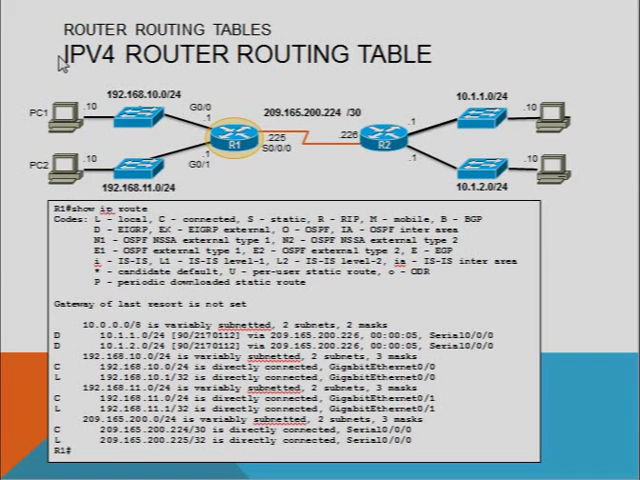 ROUTER ROUTING TABLES
IPV4 ROUTER ROUTING TABLE
192.168.10.0/24
10.1.1.0/24
PC1
.10
G0/0
.1
209.165.200.224 /30
.1
.10
R1
.225
S0/0/0
.226
R2
PC2
.10
.1
G0/1
.1
.10
192.168.11.0/24
10.1.2.0/24
R1#show ip route
Codes: L - local, C - connected, S - static, R - RIP, M - mobile, B - BGP
D - EIGRP, EX - EIGRP external, O - OSPF, IA - OSPF inter area
N1 - OSPF NSSA external type 1, N2 - OSPF NSSA external type 2
E1 - OSPF external type 1, E2 - OSPF external type 2, E - EGP
i - IS-IS, L1 - IS-IS level-1, L2 - IS-IS level-2, ia - IS-IS inter area
* - candidate default, U - per-user static route, o - ODR
P - periodic downloaded static route
Gateway of last resort is not set
10.0.0.0/8 is variably subnetted, 2 subnets, 2 masks
D 10.1.1.0/24 [90/2170112] via 209.165.200.226, 00:00:05, Serial0/0/0
D 10.1.2.0/24 [90/2170112] via 209.165.200.226, 00:00:05, Serial0/0/0
192.168.10.0/24 is variably subnetted, 2 subnets, 3 masks
C 192.168.10.0/24 is directly connected, GigabitEthernet0/0
L 192.168.10.1/32 is directly connected, GigabitEthernet0/0
192.168.11.0/24 is variably subnetted, 2 subnets, 3 masks
C 192.168.11.0/24 is directly connected, GigabitEthernet0/1
L 192.168.11.1/32 is directly connected, GigabitEthernet0/1
209.165.200.0/24 is variably subnetted, 2 subnets, 3 masks
C 209.165.200.224/30 is directly connected, Serial0/0/0
L 209.165.200.225/32 is directly connected, Serial0/0/0
R1#